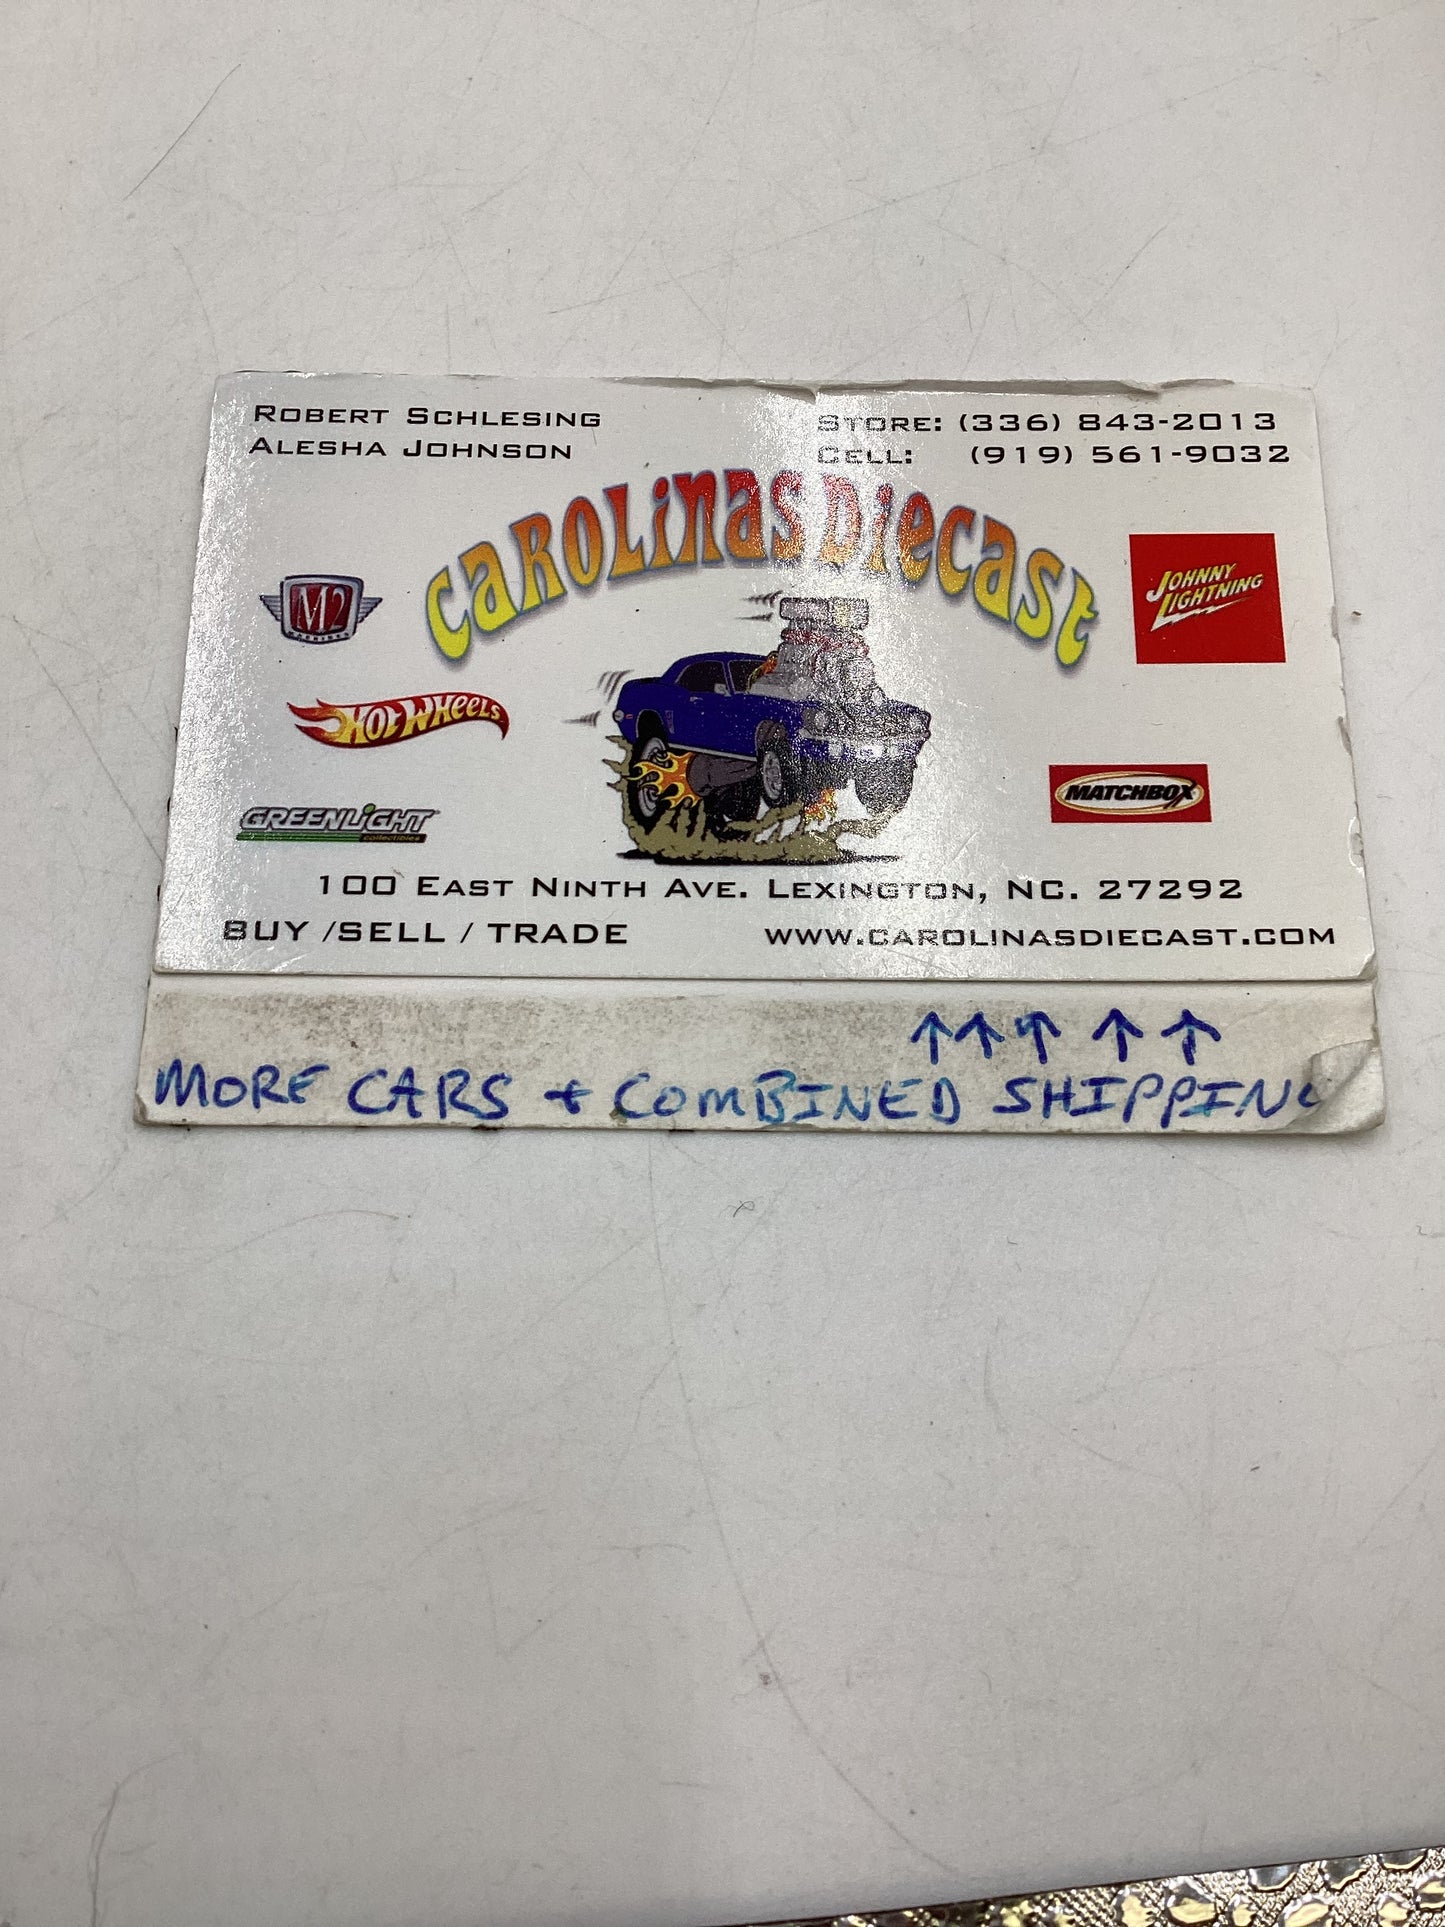 ROBERT SCHLESING
ALESHA JOHNSON
STORE: (336) 843-2013
CELL: (919) 561-9032
CAROLINAS DIECAST
M2
MACHINES
JOHNNY
LIGHTNING
HOT WHEELS
MATCHBOX
GREENLIGHT
collectibles
100 EAST NINTH AVE. LEXINGTON, NC. 27292
BUY /SELL / TRADE
WWW.CAROLINASDIECAST.COM
↑ ↑ ↑ ↑ ↑
MORE CARS + COMBINED SHIPPING